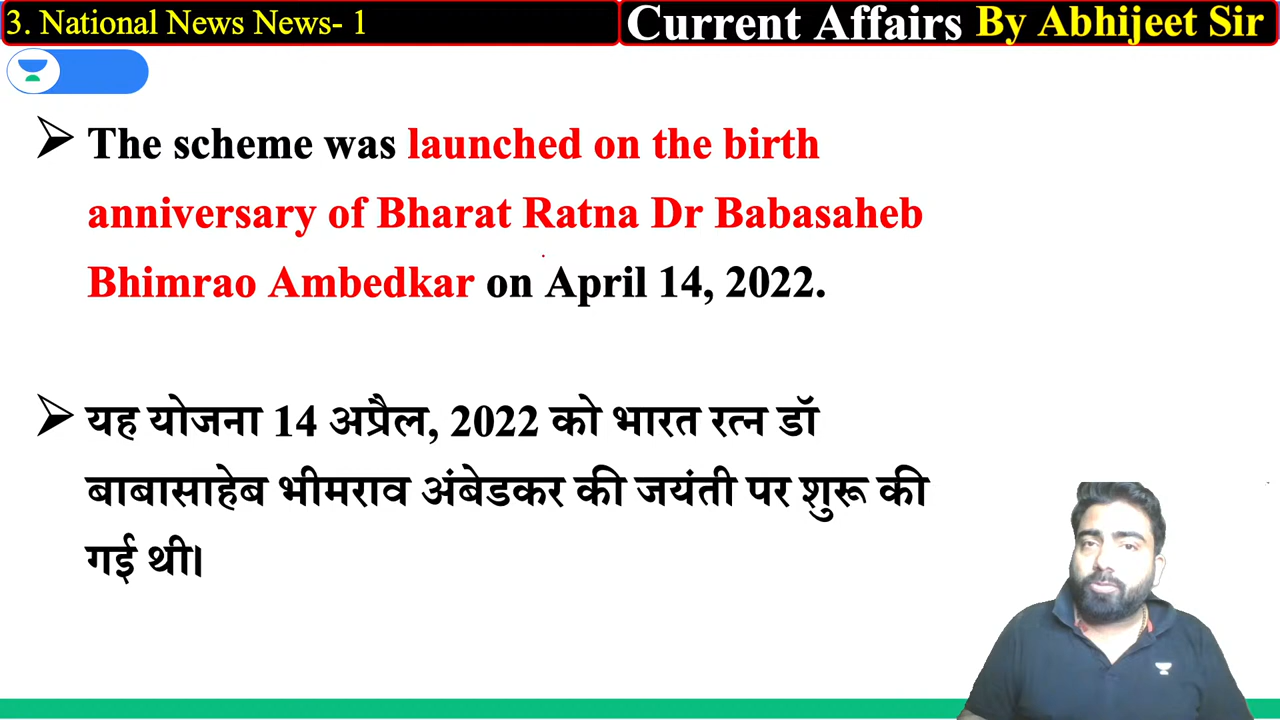 3. National News News- 1
Current Affairs By Abhijeet Sir
The scheme was launched on the birth
anniversary of Bharat Ratna Dr Babasaheb
Bhimrao Ambedkar on April 14, 2022.
यह योजना 14 अप्रैल, 2022 को भारत रत्न डॉ
बाबासाहेब भीमराव अंबेडकर की जयंती पर शुरू की
गई थी।